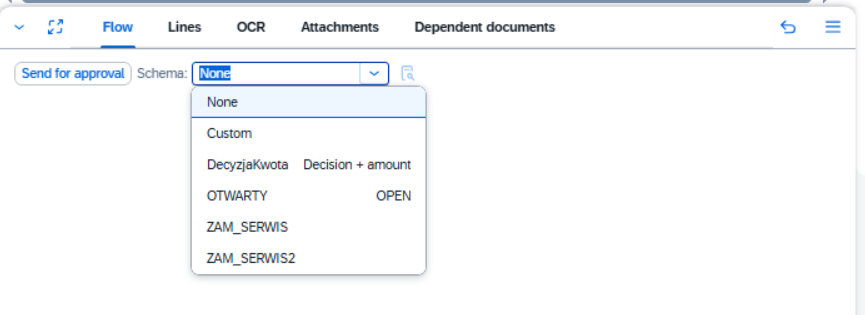 Flow Lines OCR Attachments Dependent documents
Send for approval Schema: None
None
Custom
DecyzjaKwota Decision + amount
OTWARTY OPEN
ZAM_SERWIS
ZAM_SERWIS2